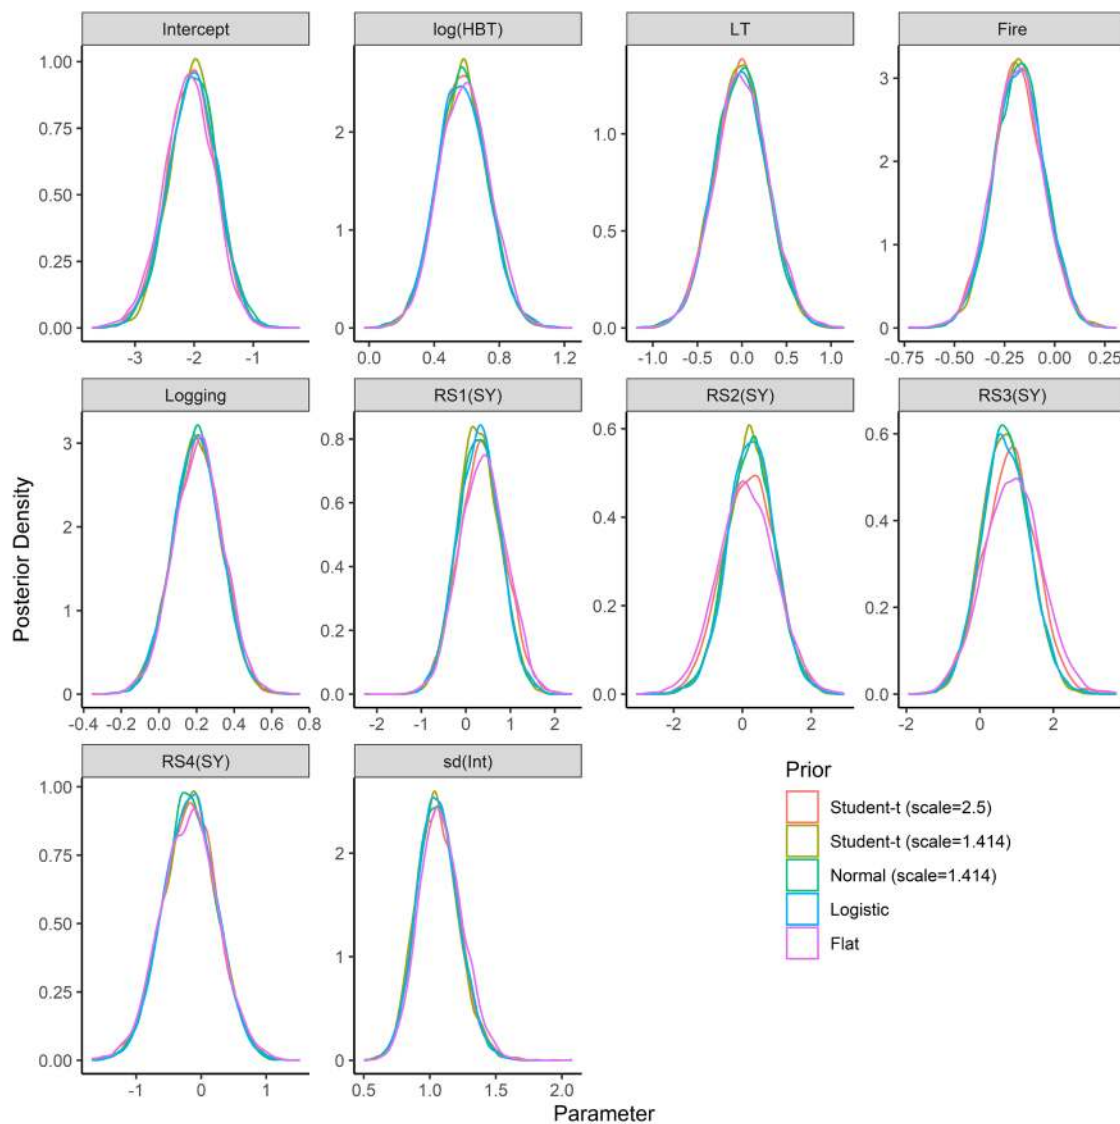 Intercept
log(HBT)
LT
Fire
1.00
0.75
0.50
0.25
0.00
-3 -2 -1
2
1
0
0.0 0.4 0.8 1.2
1.0
0.5
0.0
-1.0 -0.5 0.0 0.5 1.0
3
2
1
0
-0.75 -0.50 -0.25 0.00 0.25
Logging
RS1(SY)
RS2(SY)
RS3(SY)
3
2
1
0
-0.4 -0.2 0.0 0.2 0.4 0.6 0.8
0.8
0.6
0.4
0.2
0.0
-2 -1 0 1 2
0.6
0.4
0.2
0.0
-2 0 2
0.6
0.4
0.2
0.0
-2 0 2
Posterior Density
RS4(SY)
sd(Int)
1.00
0.75
0.50
0.25
0.00
-1 0 1
2
1
0
0.5 1.0 1.5 2.0
Parameter
Prior
Student-t (scale=2.5)
Student-t (scale=1.414)
Normal (scale=1.414)
Logistic
Flat